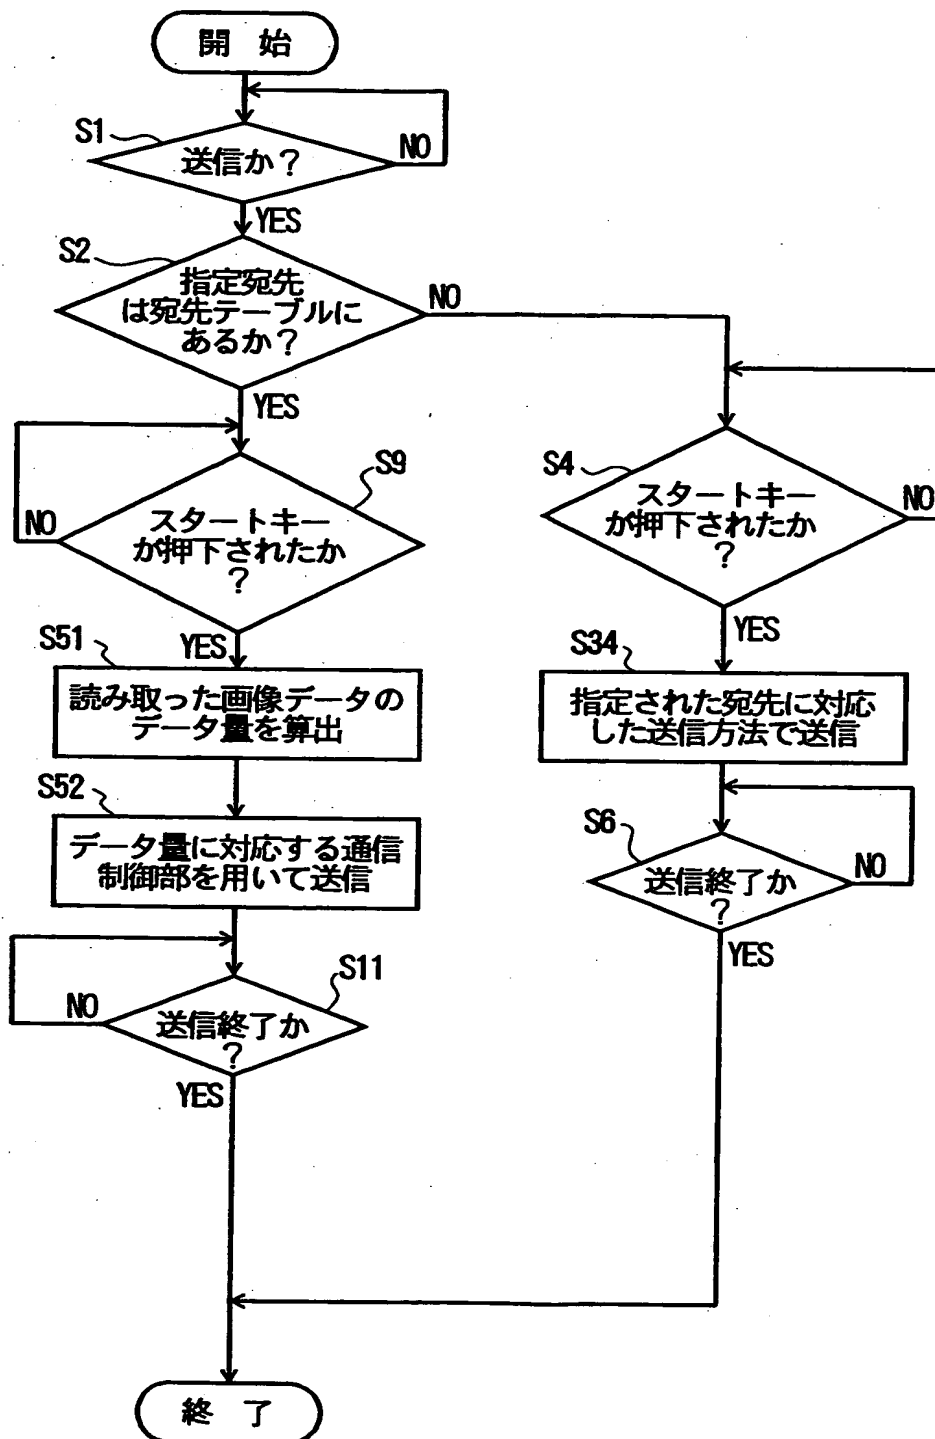 開 始
S1
送信か?
NO
YES
S2
指定宛先
は宛先テーブルに
あるか?
NO
YES
S9
スタートキー
が押下されたか
?
NO
YES
S51
読み取った画像データの
データ量を算出
S52
データ量に対応する通信
制御部を用いて送信
S11
送信終了か
?
NO
YES
S4
スタートキー
が押下されたか
?
NO
YES
S34
指定された宛先に対応
した送信方法で送信
S6
送信終了か
?
NO
YES
終 了